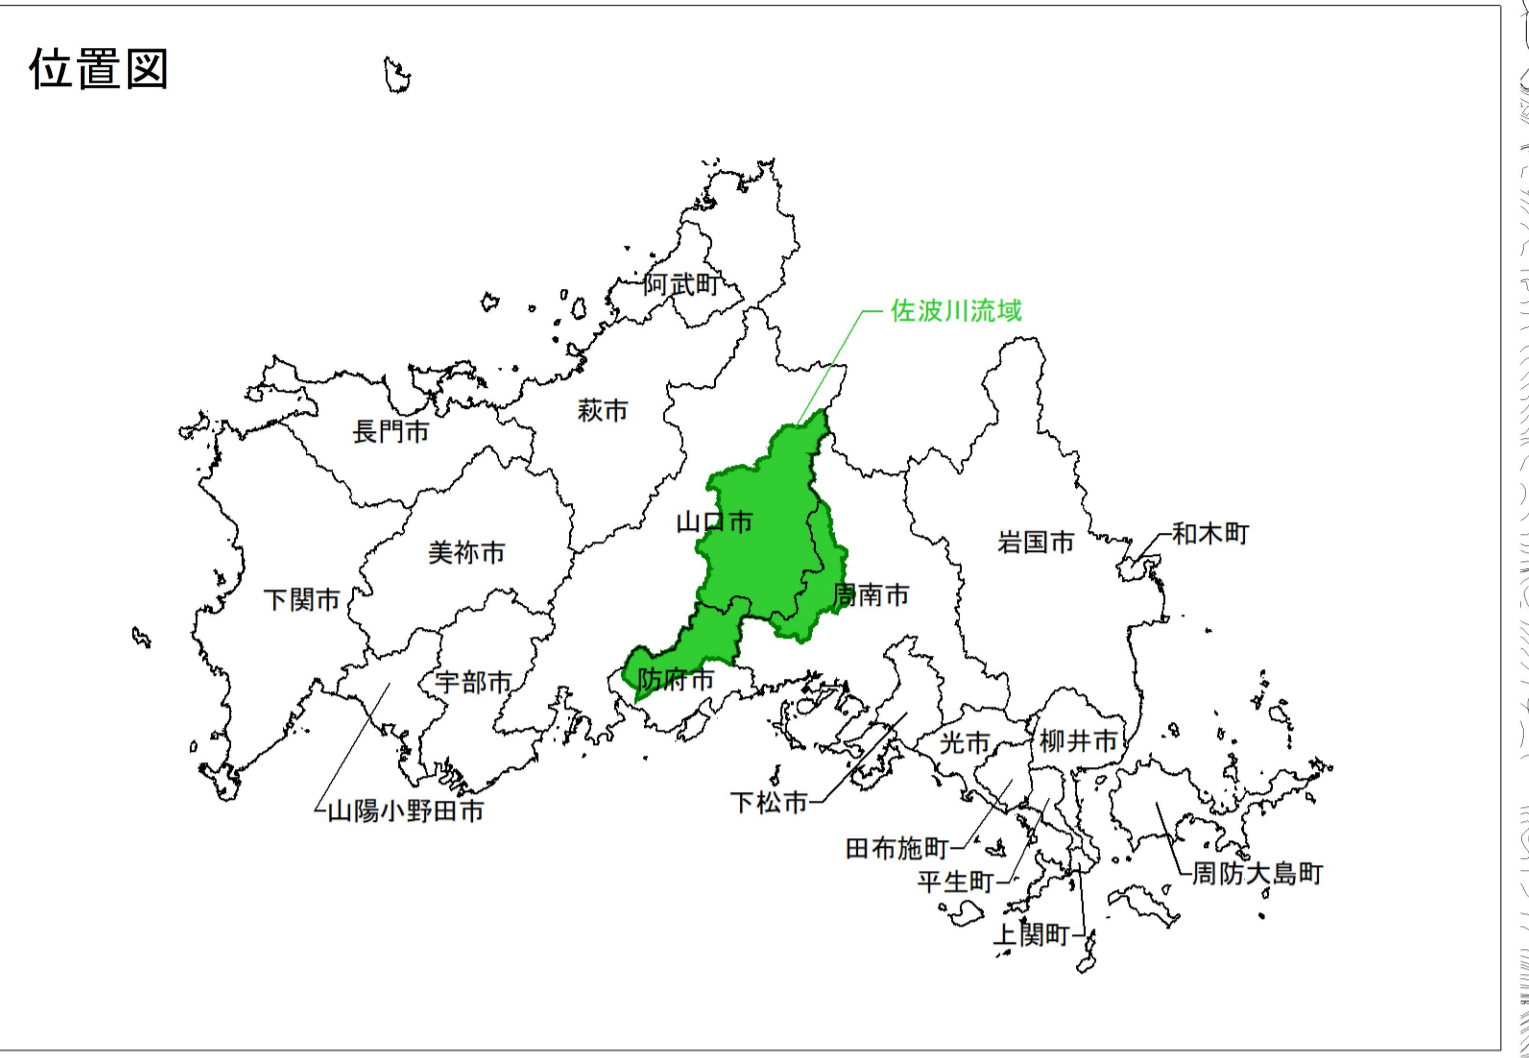 位置図
阿武町
佐波川流域
萩市
長門市
山口市
和木町
岩国市
美祢市
周南市
下関市
防府市
宇部市
光市
柳井市
下松市
山陽小野田市
田布施町
周防大島町
平生町
上関町